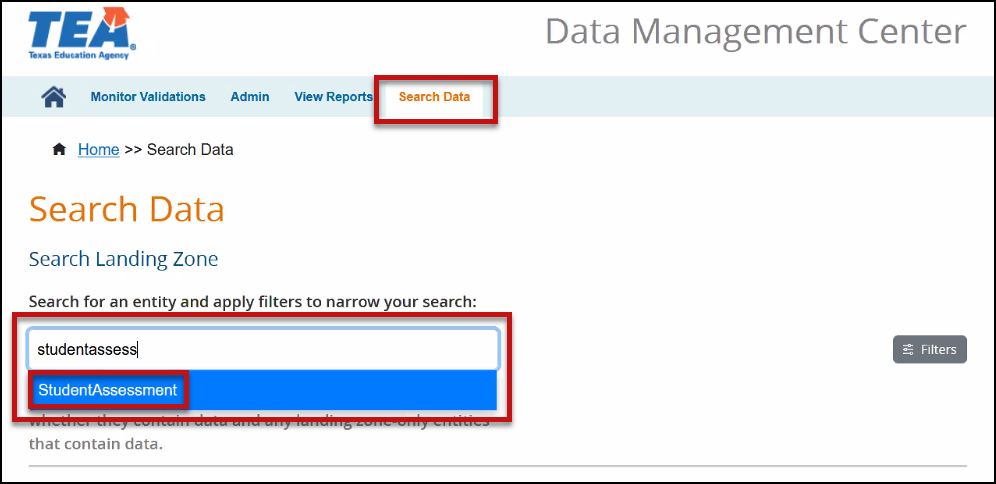 TEA®
Texas Education Agency
Data Management Center
Monitor Validations Admin View Reports Search Data
Home >> Search Data
Search Data
Search Landing Zone
Search for an entity and apply filters to narrow your search:
studentassess
Filters
StudentAssessment
whether they contain data and any landing zone-only entities
that contain data.